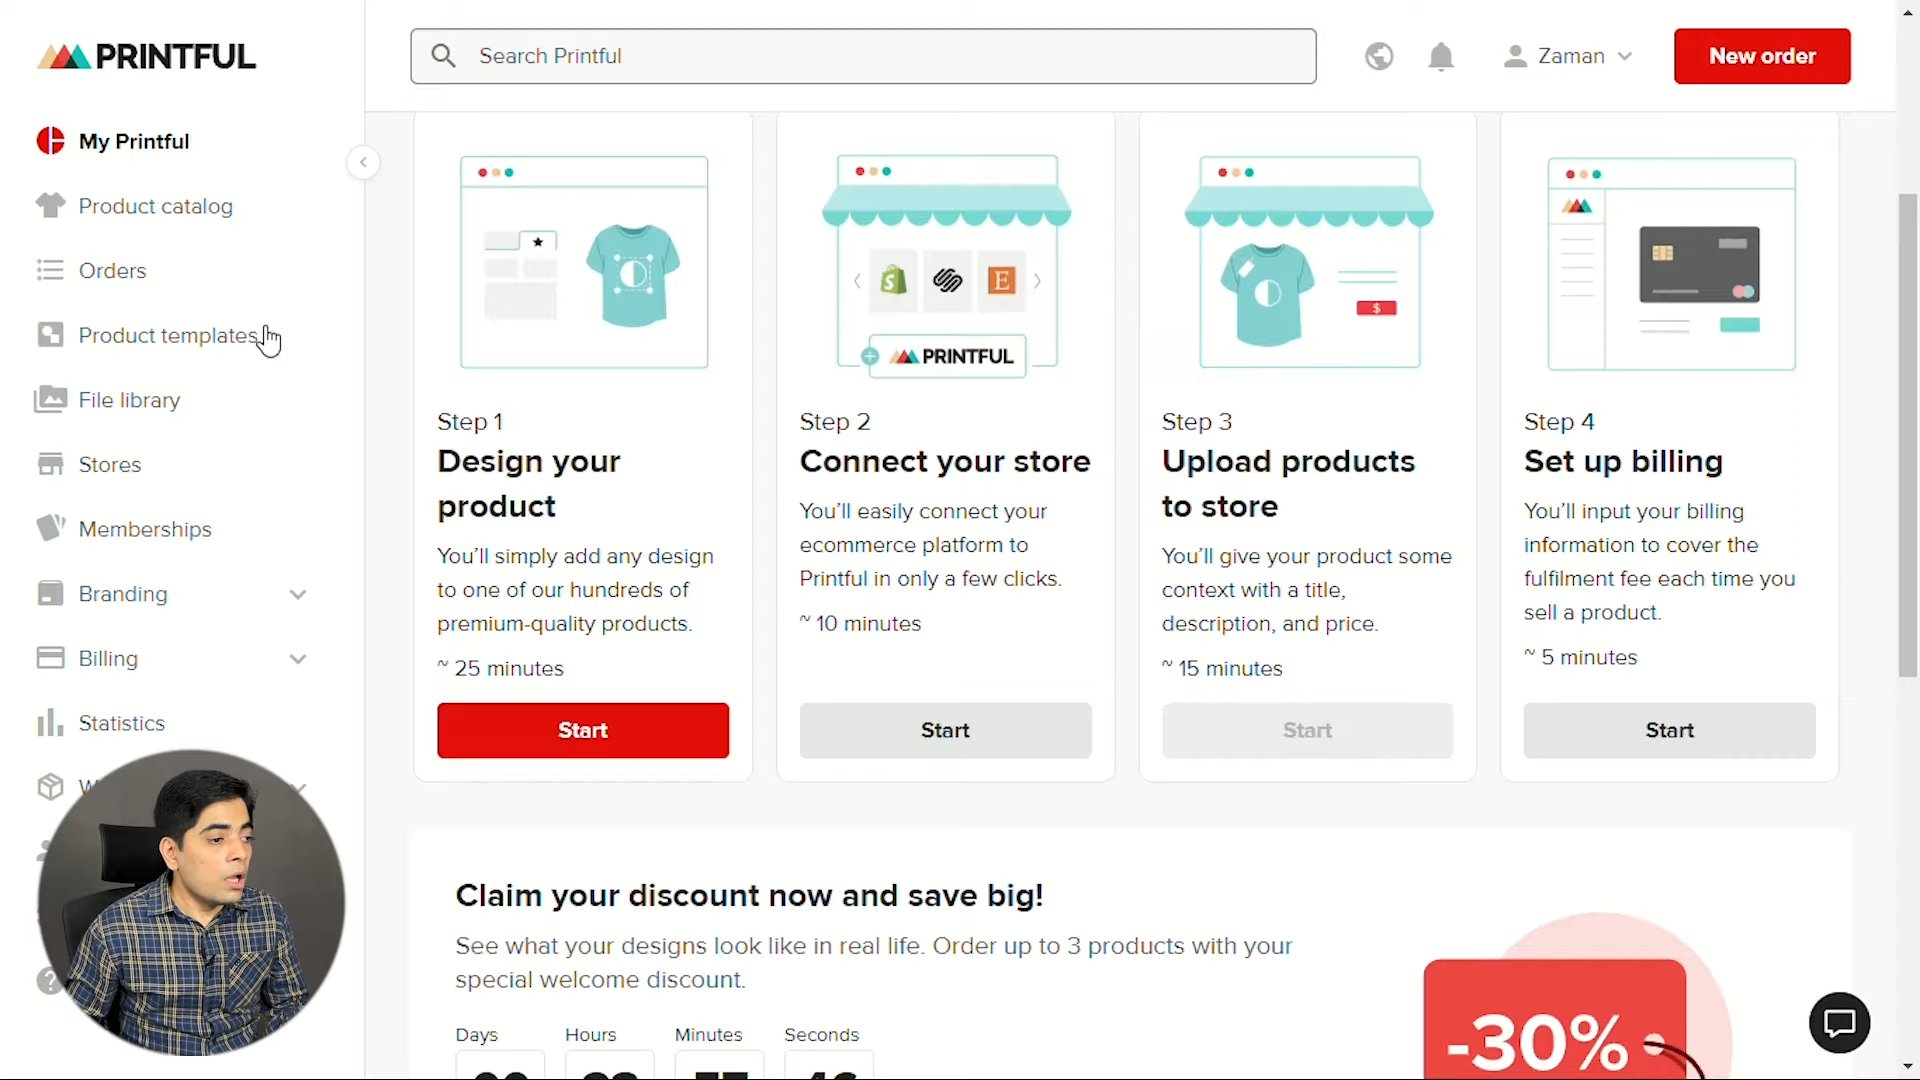 PRINTFUL
Search Printful
Zaman
New order
My Printful
Product catalog
Orders
Product templates
File library
Stores
Memberships
Branding
Billing
Statistics
PRINTFUL
$
Step 1
Design your
product
You'll simply add any design
to one of our hundreds of
premium-quality products.
~ 25 minutes
Start
Step 2
Connect your store
You'll easily connect your
ecommerce platform to
Printful in only a few clicks.
~ 10 minutes
Start
Step 3
Upload products
to store
You'll give your product some
context with a title,
description, and price.
~ 15 minutes
Start
Step 4
Set up billing
You'll input your billing
information to cover the
fulfilment fee each time you
sell a product.
~ 5 minutes
Start
Claim your discount now and save big!
See what your designs look like in real life. Order up to 3 products with your
special welcome discount.
Days Hours Minutes Seconds
-30%